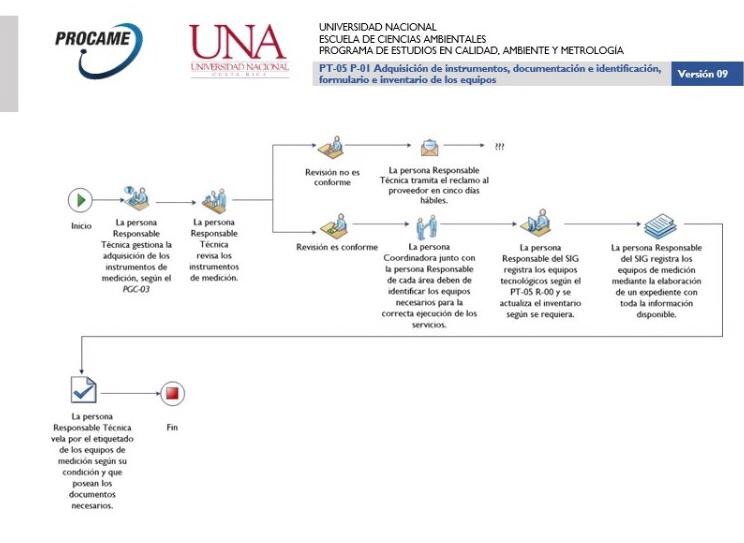 PROCAME
UNA
UNIVERSIDAD NACIONAL
COSTA RICA
UNIVERSIDAD NACIONAL
ESCUELA DE CIENCIAS AMBIENTALES
PROGRAMA DE ESTUDIOS EN CALIDAD, AMBIENTE Y METROLOGÍA
PT-05 P-01 Adquisición de instrumentos, documentación e identificación,
formulario e inventario de los equipos
Versión 09
Revisión no es
conforme
La persona Responsable
Técnica tramita el reclamo al
proveedor en cinco días
hábiles.
???
Inicio
La persona
Responsable
Técnica gestiona la
adquisición de los
instrumentos de
medición, según el
PGC-03
La persona
Responsable
Técnica
revisa los
instrumentos
de medición.
Revisión es conforme
La persona
Coordinadora junto con
la persona Responsable
de cada área deben de
identificar los equipos
necesarios para la
correcta ejecución de los
servicios.
La persona
Responsable del SIG
registra los equipos
tecnológicos según el
PT-05 R-00 y se
actualiza el inventario
según se requiera.
La persona Responsable
del SIG registra los
equipos de medición
mediante la elaboración
de un expediente con
toda la información
disponible.
La persona
Responsable Técnica
vela por el etiquetado
de los equipos de
medición según su
condición y que
posean los
documentos
necesarios.
Fin